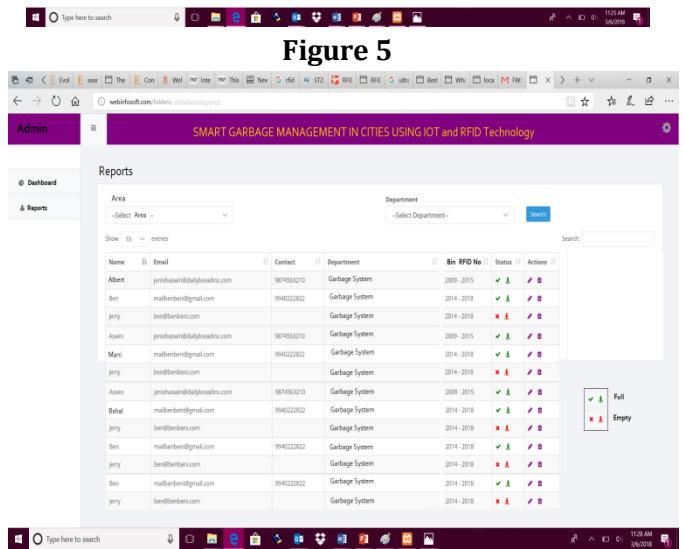 Type here to search
11:25 AM
3/6/2018
Figure 5
webinfosoft.com/folders/database/reports/
Admin
SMART GARBAGE MANAGEMENT IN CITIES USING IOT and RFID Technology
Dashboard
Reports
Reports
Area Department
--Select Area -- --Select Department-- Search
Show 10 entries Search:
Name Email Contact Department Bin RFID No Status Actions
Albert jenishaswin@dailybreadinc.com 9874563210 Garbage System 2009 - 2015
Ben mailbenbeni@gmail.com 9940222822 Garbage System 2014 - 2018
jerry ben@benbeni.com Garbage System 2014 - 2018
Aswin jenishaswin@dailybreadinc.com 9874563210 Garbage System 2009 - 2015
Mani mailbenbeni@gmail.com 9940222822 Garbage System 2014 - 2018
jerry ben@benbeni.com Garbage System 2014 - 2018
Aswin jenishaswin@dailybreadinc.com 9874563210 Garbage System 2009 - 2015
Bshal mailbenbeni@gmail.com 9940222822 Garbage System 2014 - 2018
jerry ben@benbeni.com Garbage System 2014 - 2018
Ben mailbenbeni@gmail.com 9940222822 Garbage System 2014 - 2018
jerry ben@benbeni.com Garbage System 2014 - 2018
Ben mailbenbeni@gmail.com 9940222822 Garbage System 2014 - 2018
jerry ben@benbeni.com Garbage System 2014 - 2018
Full
Empty
Type here to search
11:28 AM
3/6/2018